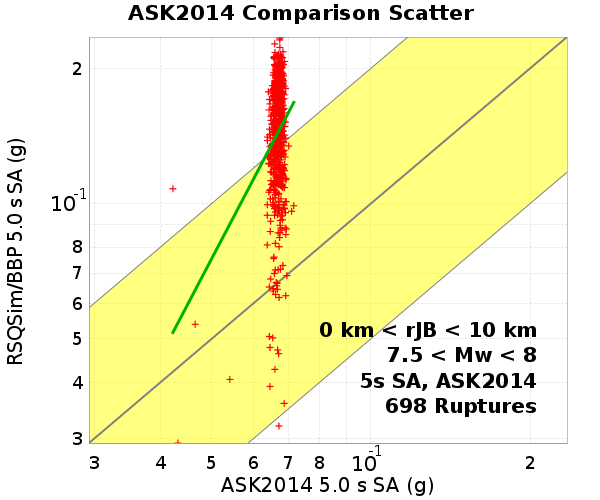 ASK2014 Comparison Scatter
RSQSim/BBP 5.0 s SA (g)
2
10-1
8
7
6
5
4
3
0 km < rJB < 10 km
7.5 < Mw < 8
5s SA, ASK2014
698 Ruptures
3 4 5 6 7 8 10-1 2
ASK2014 5.0 s SA (g)